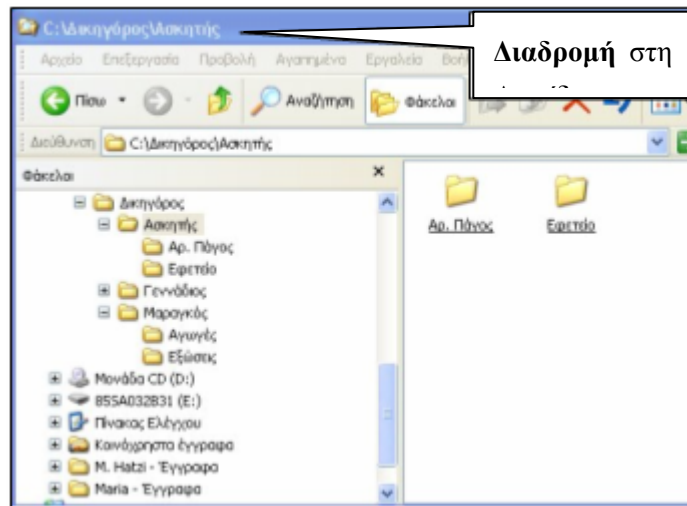 C:\Δικηγόρος\Ασκητής
Διαδρομή στη
Αρχείο Επεξεργασία Προβολή Αγαπημένα Εργαλεία
Πίσω Αναζήτηση Φάκελοι
Διεύθυνση C:\Δικηγόρος\Ασκητής
Φάκελοι
Δικηγόρος
Ασκητής
Αρ. Πάγος
Εφετείο
Γεννάδιος
Μαραγκός
Αγωγές
Εξώσεις
Μονάδα CD (D:)
855A032B31 (E:)
Πίνακας Ελέγχου
Κοινόχρηστα έγγραφα
M. Hatzi - Έγγραφα
Maria - Έγγραφα
Αρ. Πάγος Εφετείο